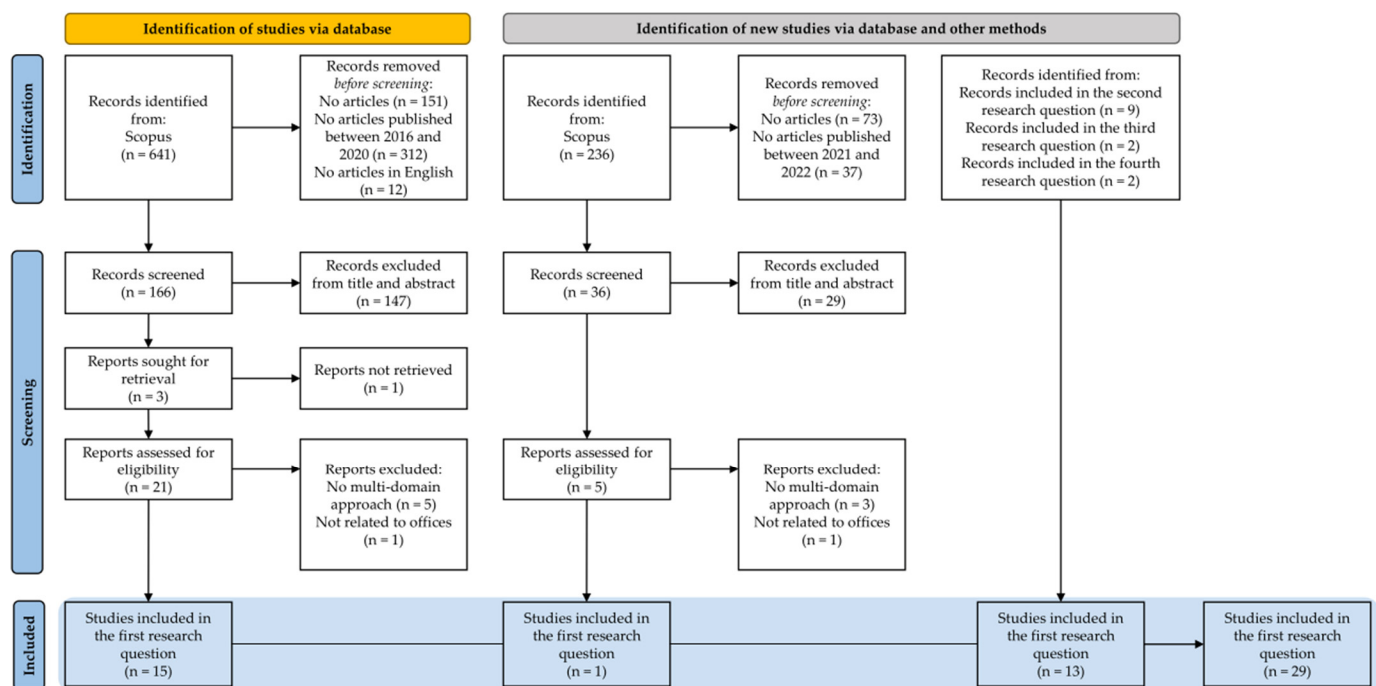 Identification of studies via database
Identification of new studies via database and other methods
Identification
Records identified
from:
Scopus
(n = 641)
Records removed
before screening:
No articles (n = 151)
No articles published
between 2016 and
2020 (n = 312)
No articles in English
(n = 12)
Records identified
from:
Scopus
(n = 236)
Records removed
before screening:
No articles (n = 73)
No articles published
between 2021 and
2022 (n = 37)
Records identified from:
Records included in the second
research question (n = 9)
Records included in the third
research question (n = 2)
Records included in the fourth
research question (n = 2)
Screening
Records screened
(n = 166)
Records excluded
from title and abstract
(n = 147)
Records screened
(n = 36)
Records excluded
from title and abstract
(n = 29)
Reports sought for
retrieval
(n = 3)
Reports not retrieved
(n = 1)
Reports assessed for
eligibility
(n = 21)
Reports excluded:
No multi-domain
approach (n = 5)
Not related to offices
(n = 1)
Reports assessed for
eligibility
(n = 5)
Reports excluded:
No multi-domain
approach (n = 3)
Not related to offices
(n = 1)
Included
Studies included in
the first research
question
(n = 15)
Studies included in
the first research
question
(n = 1)
Studies included in
the first research
question
(n = 13)
Studies included in
the first research
question
(n = 29)